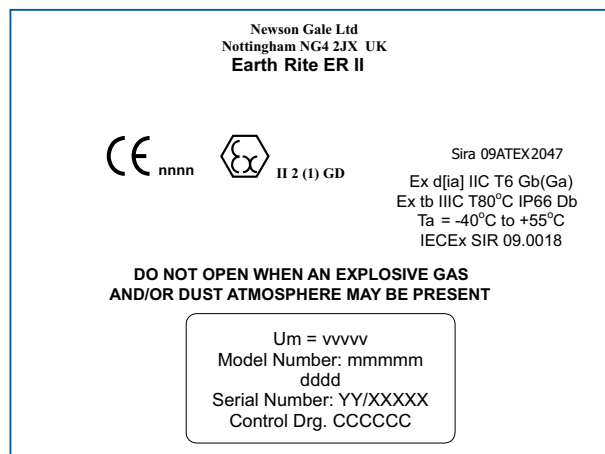 Newson Gale Ltd
Nottingham NG4 2JX UK
Earth Rite ER II
CE nnnn Ex II 2 (1) GD
Sira 09ATEX2047
Ex d[ia] IIC T6 Gb(Ga)
Ex tb IIIC T80°C IP66 Db
Ta = -40°C to +55°C
IECEx SIR 09.0018
DO NOT OPEN WHEN AN EXPLOSIVE GAS
AND/OR DUST ATMOSPHERE MAY BE PRESENT
Um = vvvvv
Model Number: mmmmm
dddd
Serial Number: YY/XXXXX
Control Drg. CCCCCC